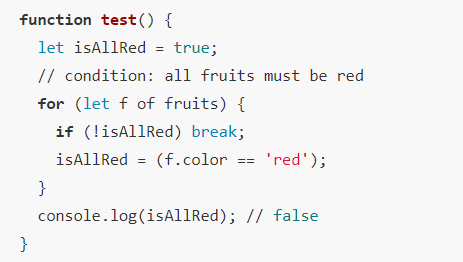 function test() {
  let isAllRed = true;
  // condition: all fruits must be red
  for (let f of fruits) {
    if (!isAllRed) break;
    isAllRed = (f.color == 'red');
  }
  console.log(isAllRed); // false
}